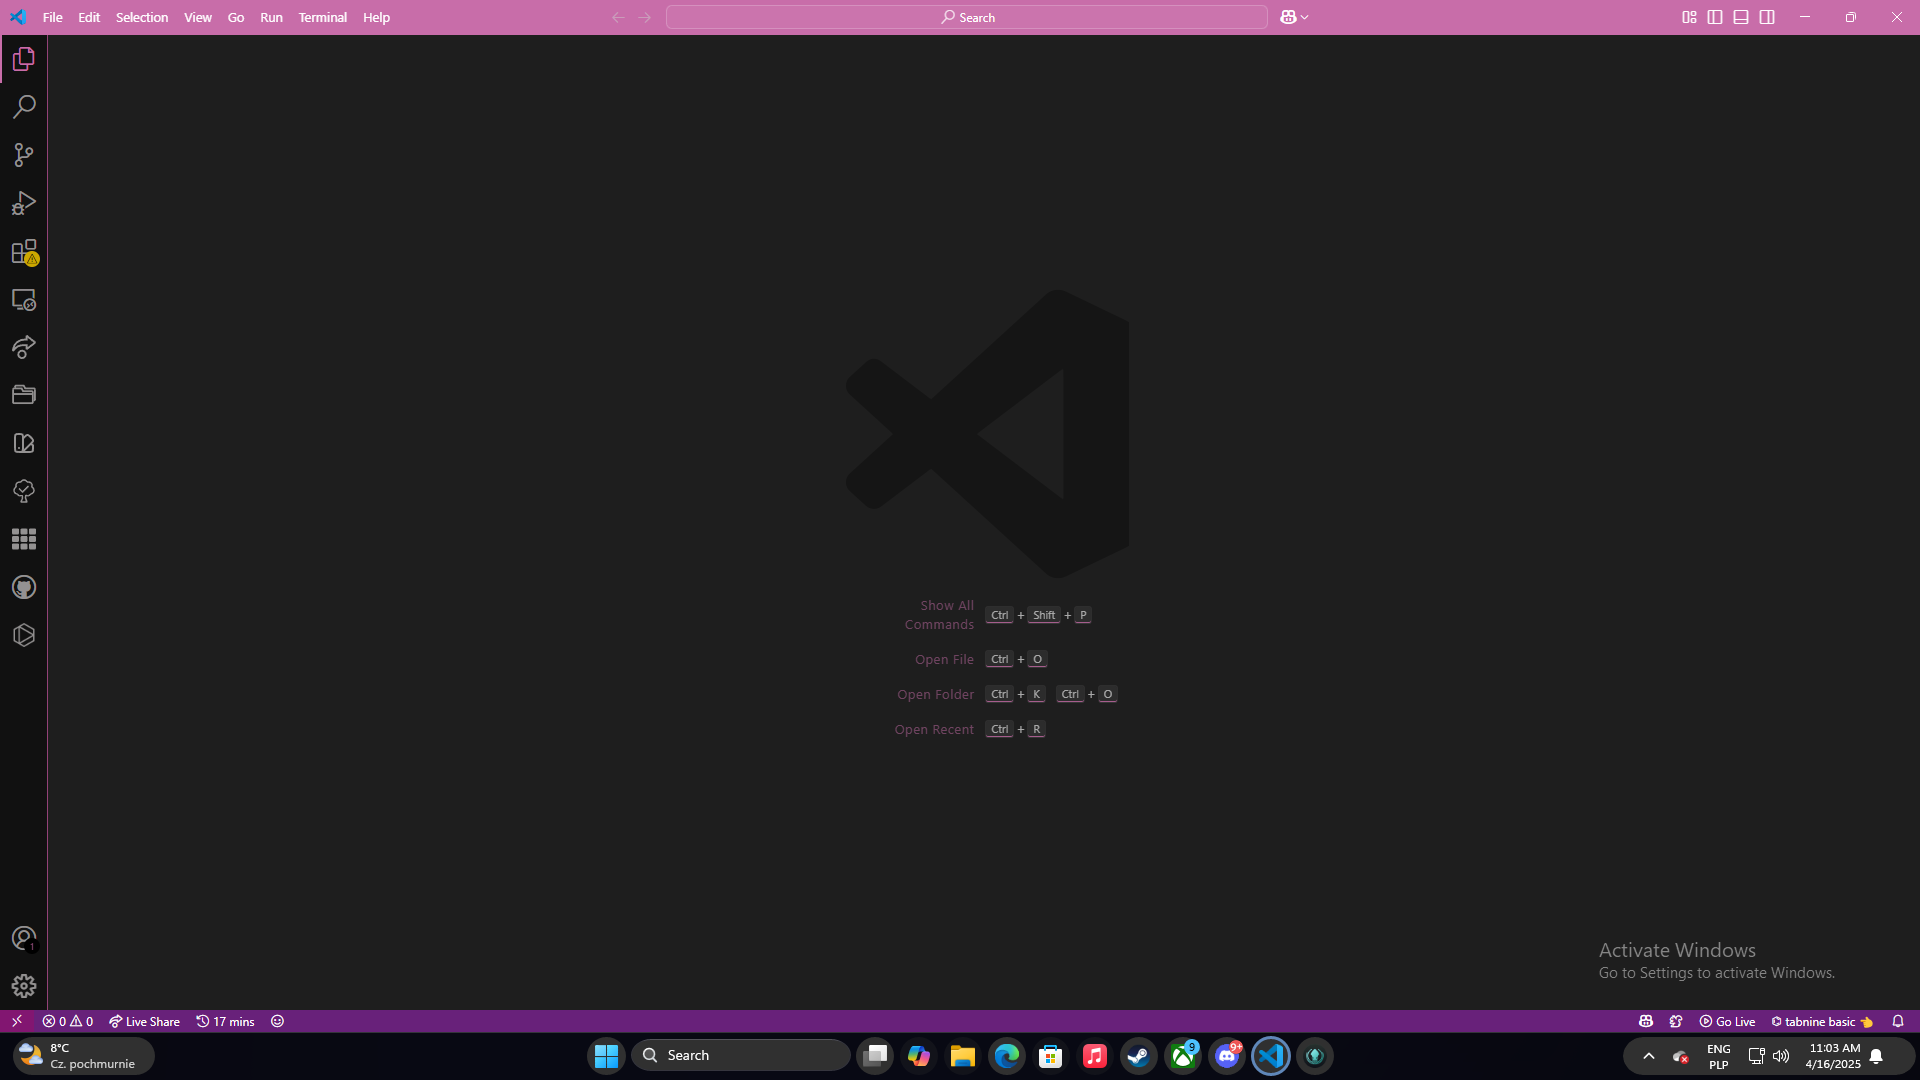 File Edit Selection View Go Run Terminal Help
Search
Show All
Commands
Ctrl + Shift + P
Open File Ctrl + O
Open Folder Ctrl + K Ctrl + O
Open Recent Ctrl + R
1
Activate Windows
Go to Settings to activate Windows.
0 0 Live Share 17 mins
Go Live tabnine basic
8°C
Cz. pochmurnie
Search
9
9+
ENG
PLP
11:03 AM
4/16/2025